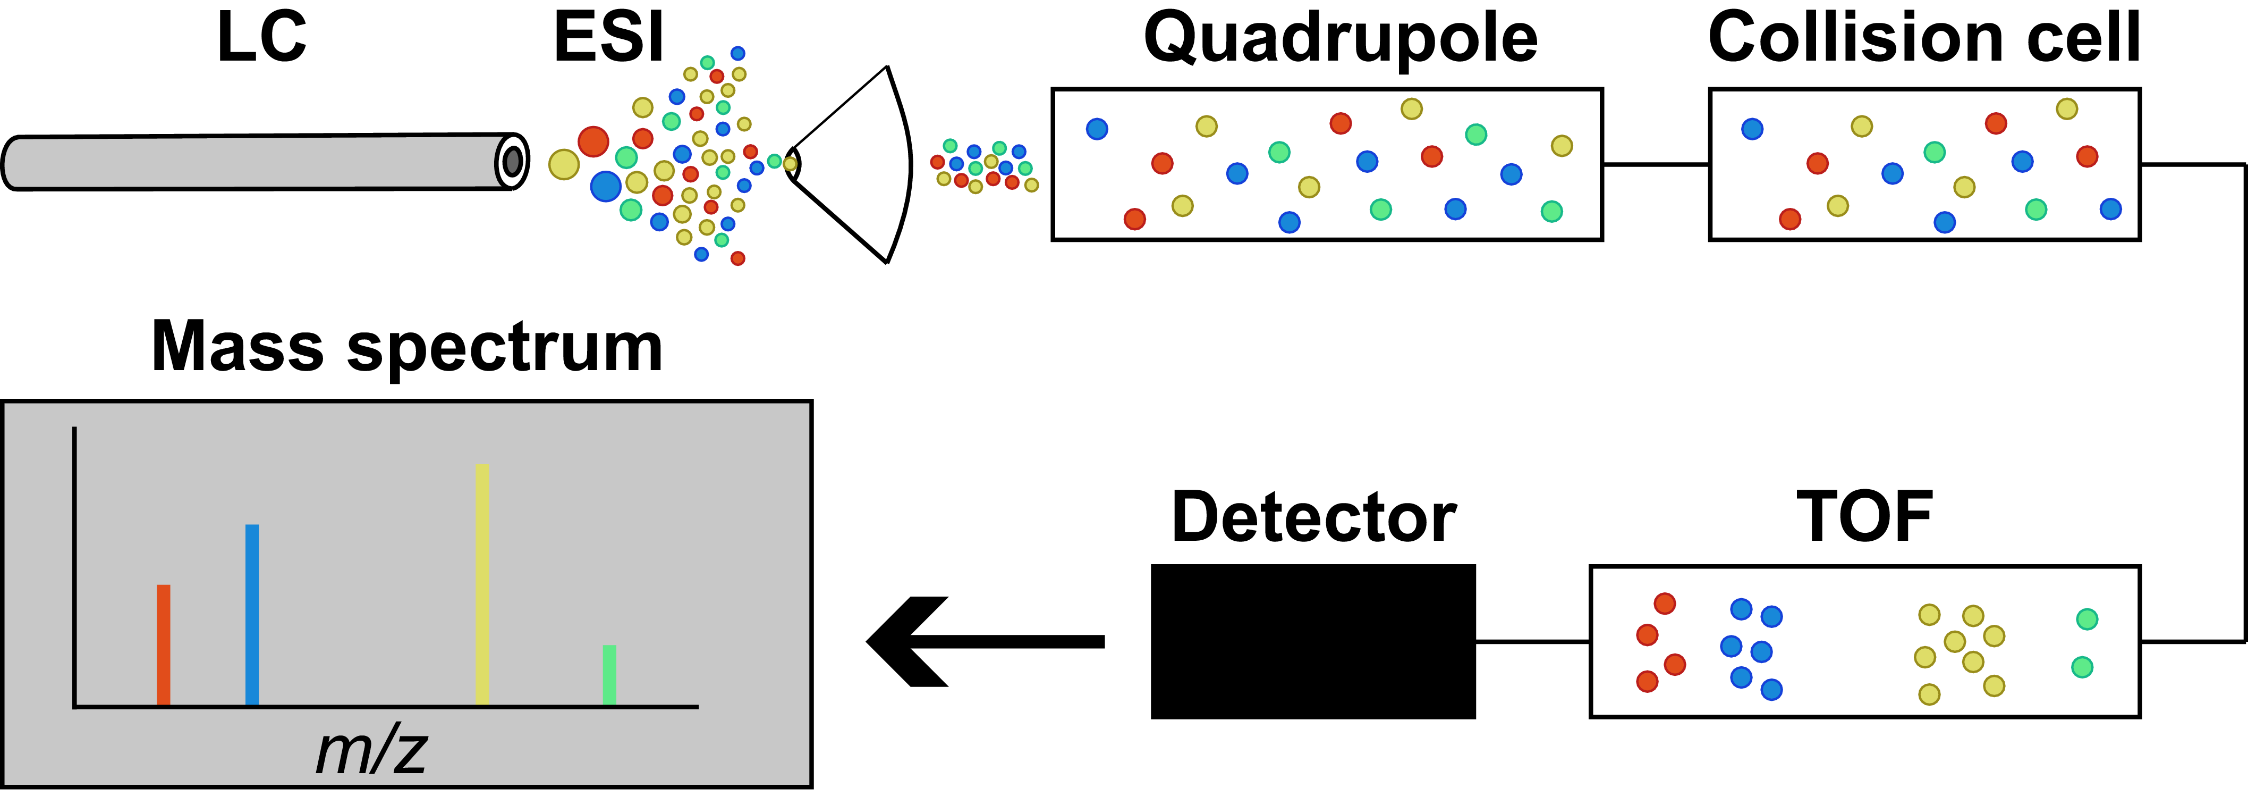 LC
ESI
Quadrupole
Collision cell
Mass spectrum
Detector
TOF
m/z